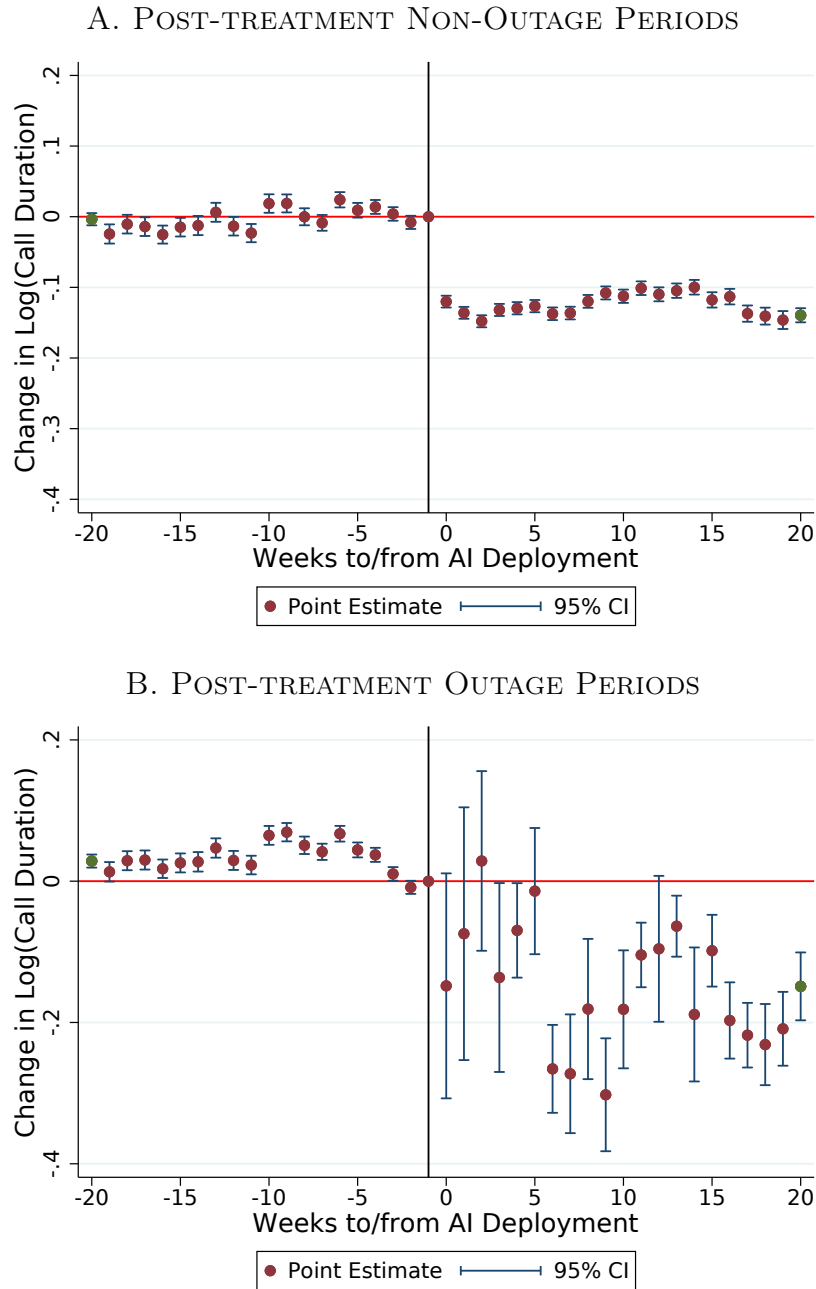 A. Post-treatment Non-Outage Periods
Change in Log(Call Duration)
.2
.1
0
-.1
-.2
-.3
-.4
-20 -15 -10 -5 0 5 10 15 20
Weeks to/from AI Deployment
Point Estimate 95% CI
B. Post-treatment Outage Periods
Change in Log(Call Duration)
.2
0
-.2
-.4
-20 -15 -10 -5 0 5 10 15 20
Weeks to/from AI Deployment
Point Estimate 95% CI